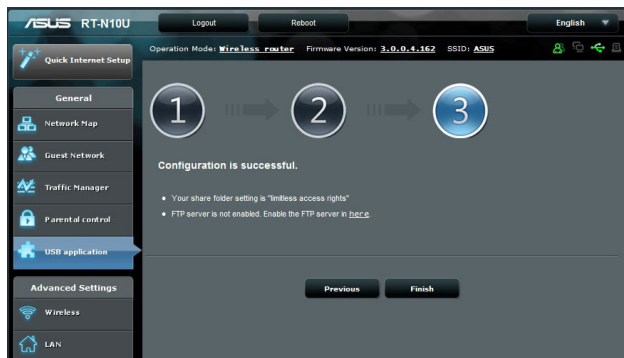 ASUS RT-N10U
Logout
Reboot
English
Operation Mode: Wireless router Firmware Version: 3.0.0.4.162 SSID: ASUS
Quick Internet Setup
General
Network Map
Guest Network
Traffic Manager
Parental control
USB application
Advanced Settings
Wireless
LAN
1
2
3
Configuration is successful.
Your share folder setting is "limitless access rights"
FTP server is not enabled. Enable the FTP server in here.
Previous
Finish